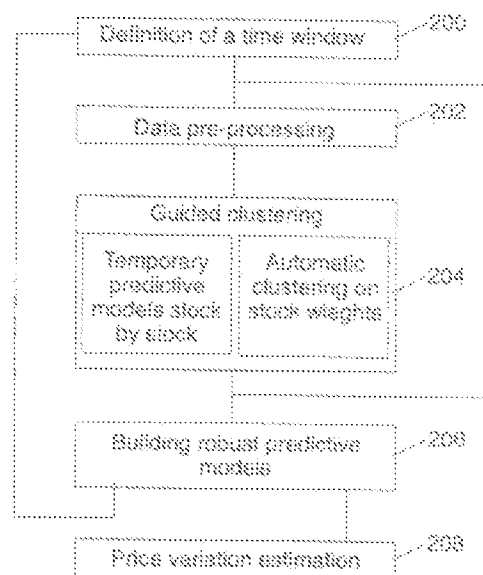 Definition of a time window
200
Data pre-processing
202
Guided clustering
Temporary
predictive
models stock
by stock
Automatic
clustering on
stock wieghts
204
Building robust predictive
models
206
Price variation estimation
208